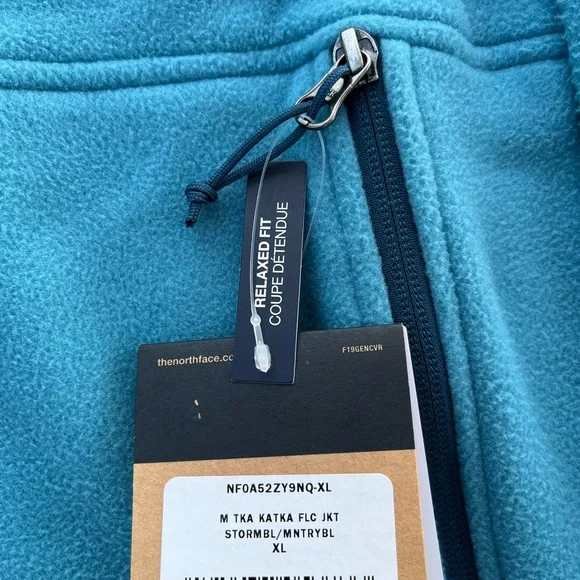 RELAXED FIT
COUPE DÉTENDUE
thenorthface.co
F19GENCVR
NF0A52ZY9NQ-XL
M TKA KATKA FLC JKT
STORMBL/MNTRYBL
XL